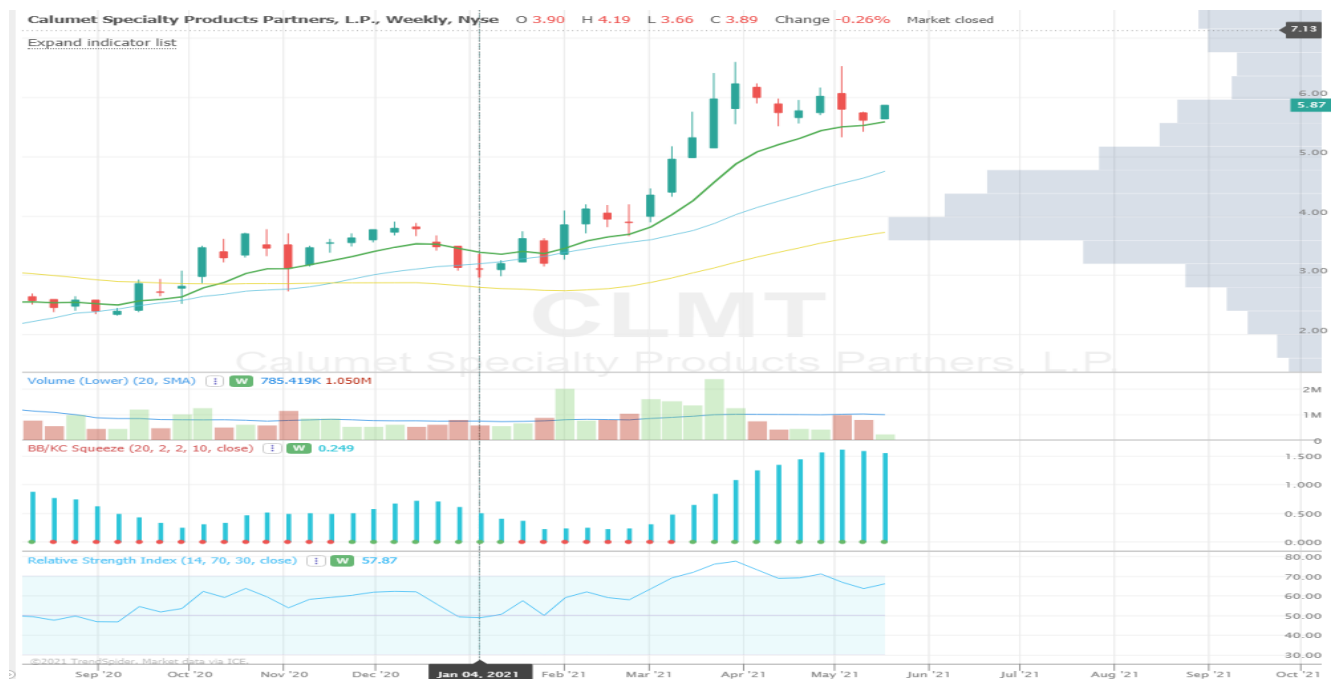 Calumet Specialty Products Partners, L.P., Weekly, Nyse O 3.90 H 4.19 L 3.66 C 3.89 Change -0.26% Market closed
Expand indicator list
7.13
6.00
5.87
5.00
4.00
3.00
2.00
CLMT
Calumet Specialty Products Partners, L.P
Volume (Lower) (20, SMA) W 785.419K 1.050M
2M
1M
0
BB/KC Squeeze (20, 2, 2, 10, close) W 0.249
1.500
1.000
0.500
0.000
Relative Strength Index (14, 70, 30, close) W 57.87
80.00
70.00
60.00
50.00
40.00
30.00
©2021 TrendSpider. Market data via ICE.
Sep '20 Oct '20 Nov '20 Dec '20 Jan 04, 2021 Feb '21 Mar '21 Apr '21 May '21 Jun '21 Jul '21 Aug '21 Sep '21 Oct '21